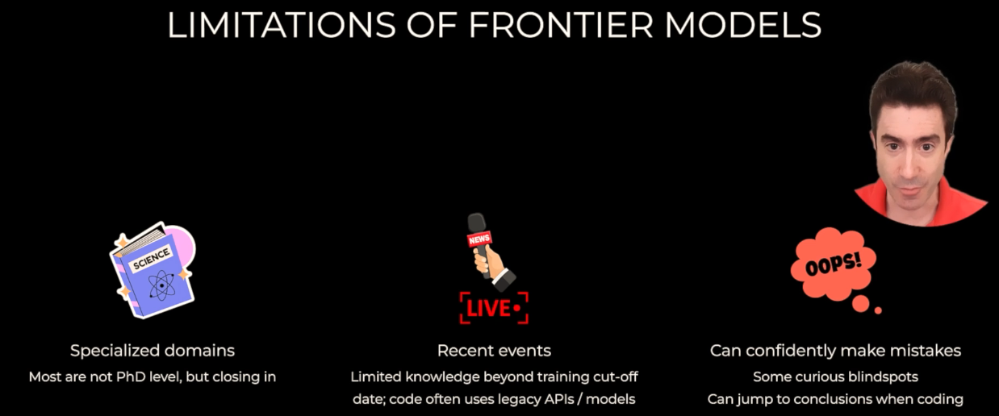 LIMITATIONS OF FRONTIER MODELS
SCIENCE
Specialized domains
Most are not PhD level, but closing in
NEWS
LIVE
Recent events
Limited knowledge beyond training cut-off
date; code often uses legacy APIs / models
OOPS!
Can confidently make mistakes
Some curious blindspots
Can jump to conclusions when coding